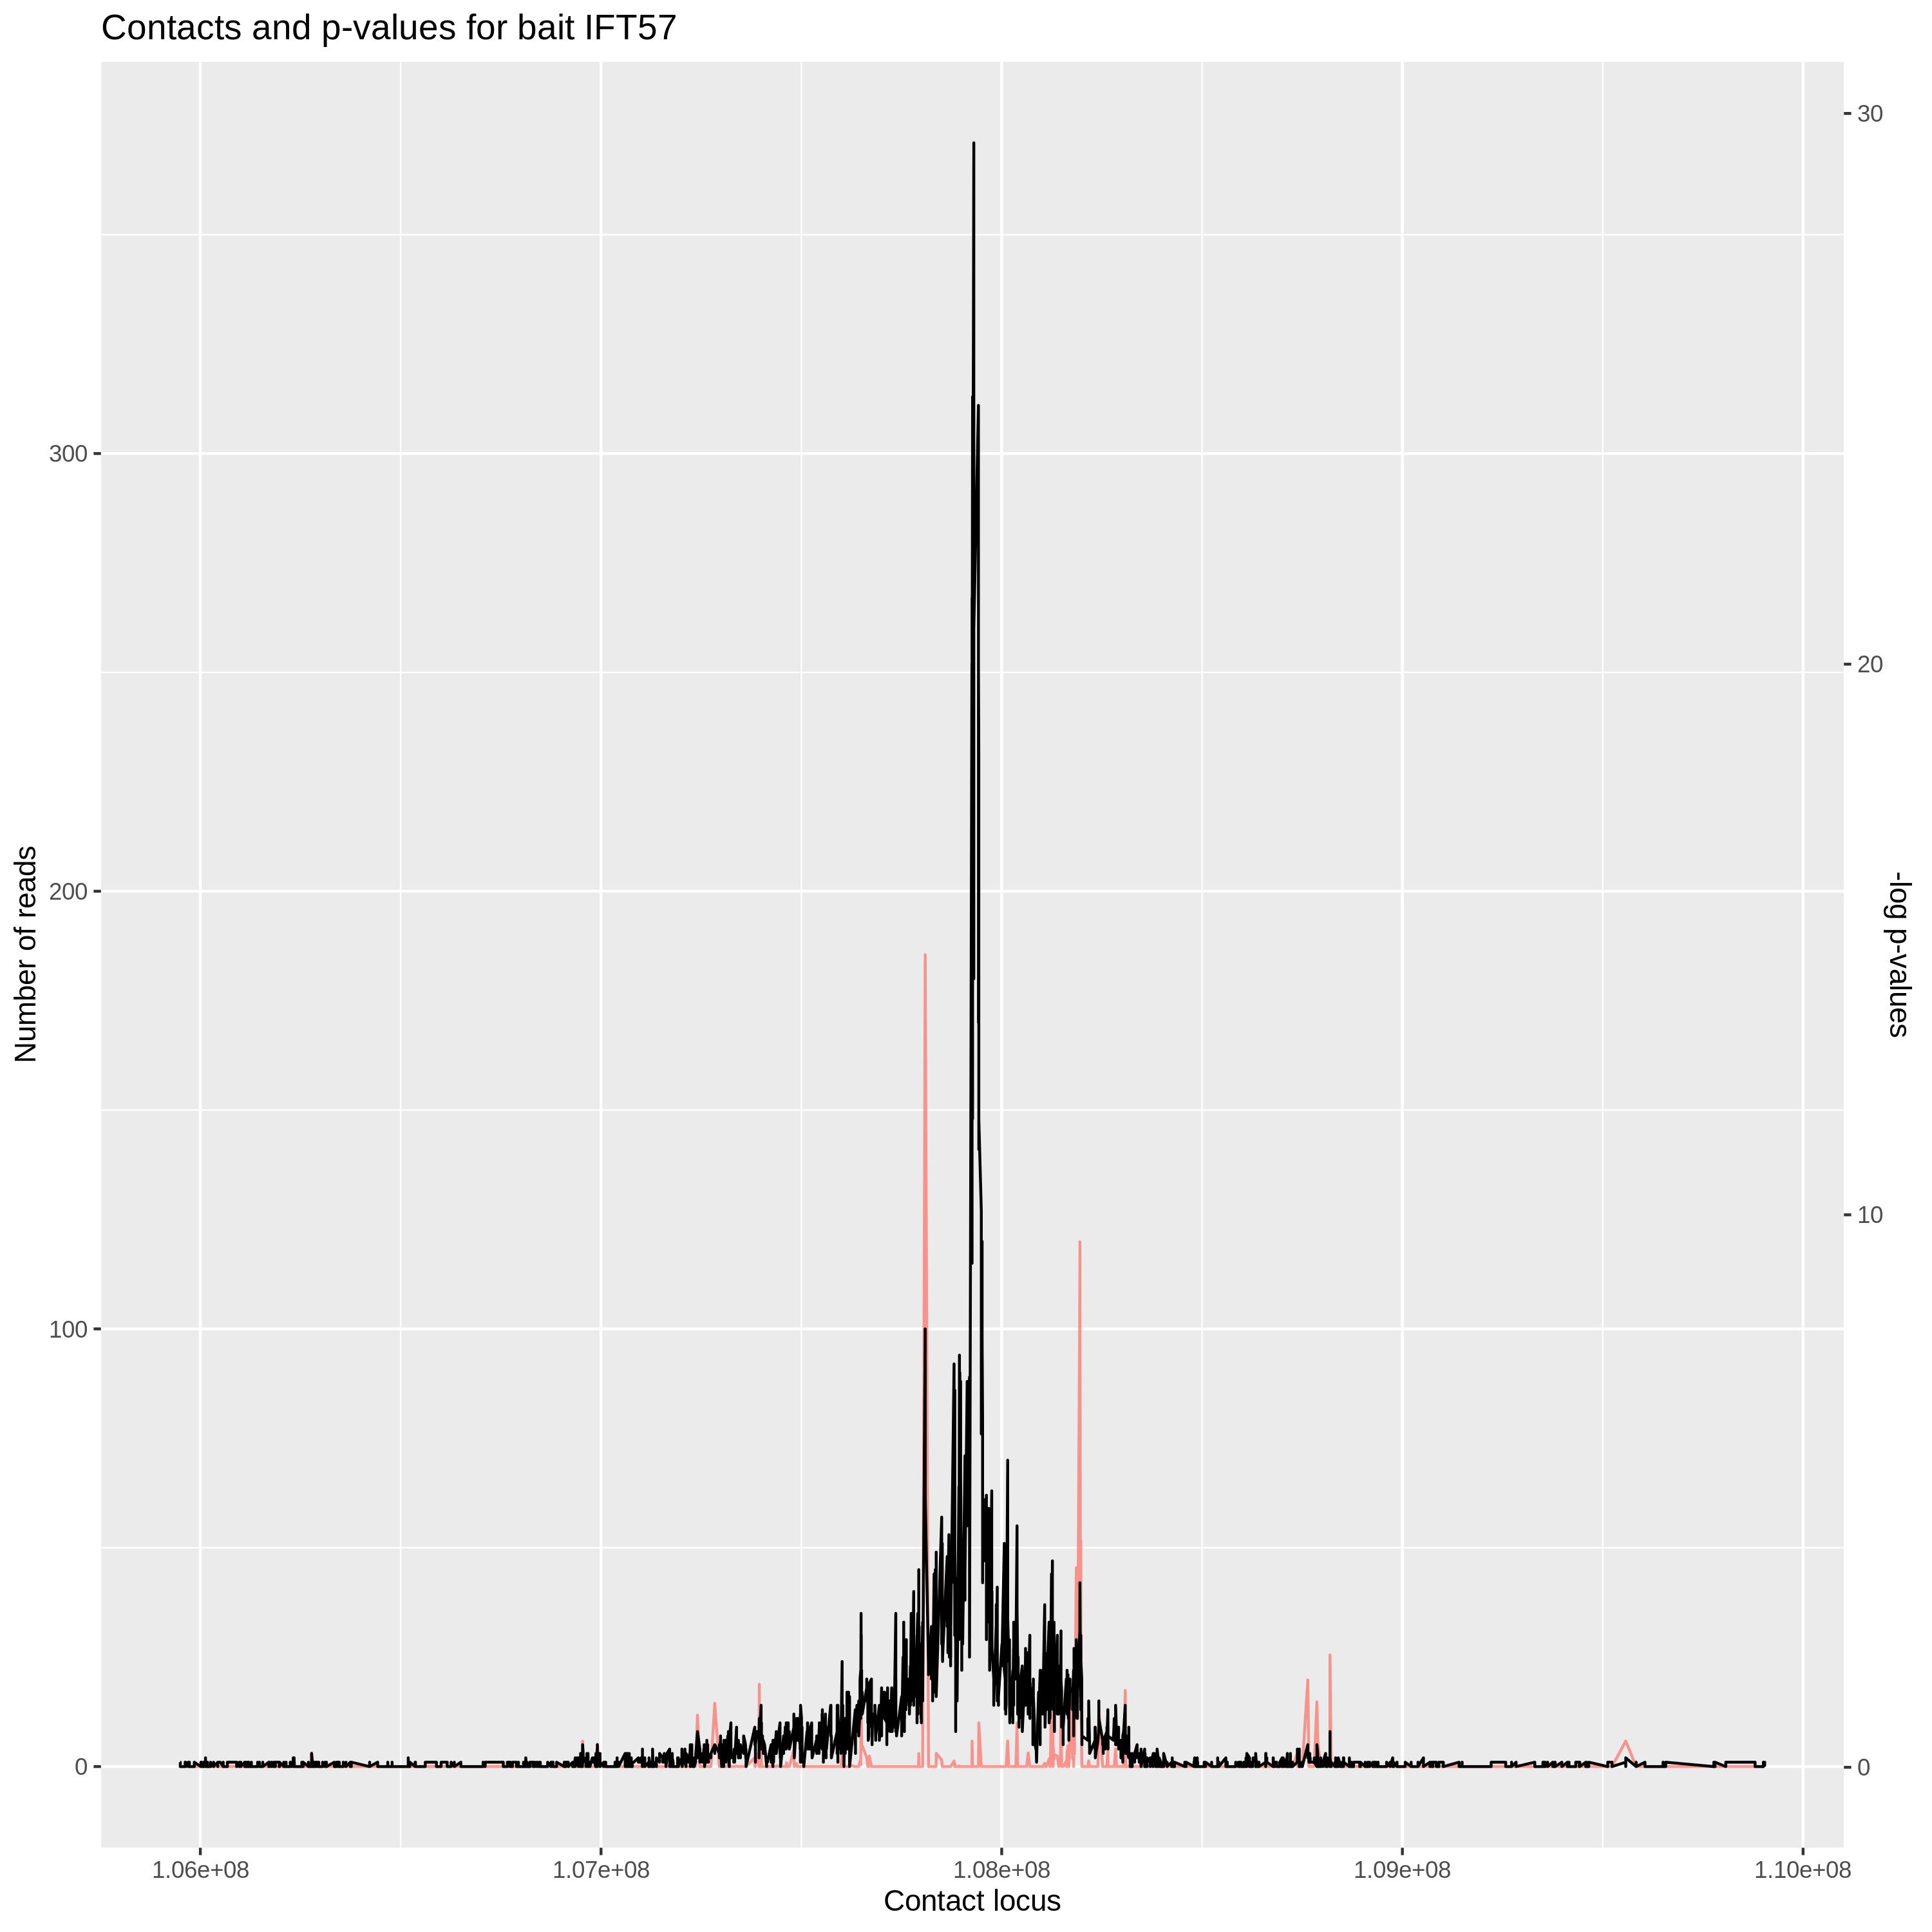 Contacts and p-values for bait IFT57
30
300
20
Number of reads
200
-log p-values
10
100
0
0
1.06e+08
1.07e+08
1.08e+08
1.09e+08
1.10e+08
Contact locus